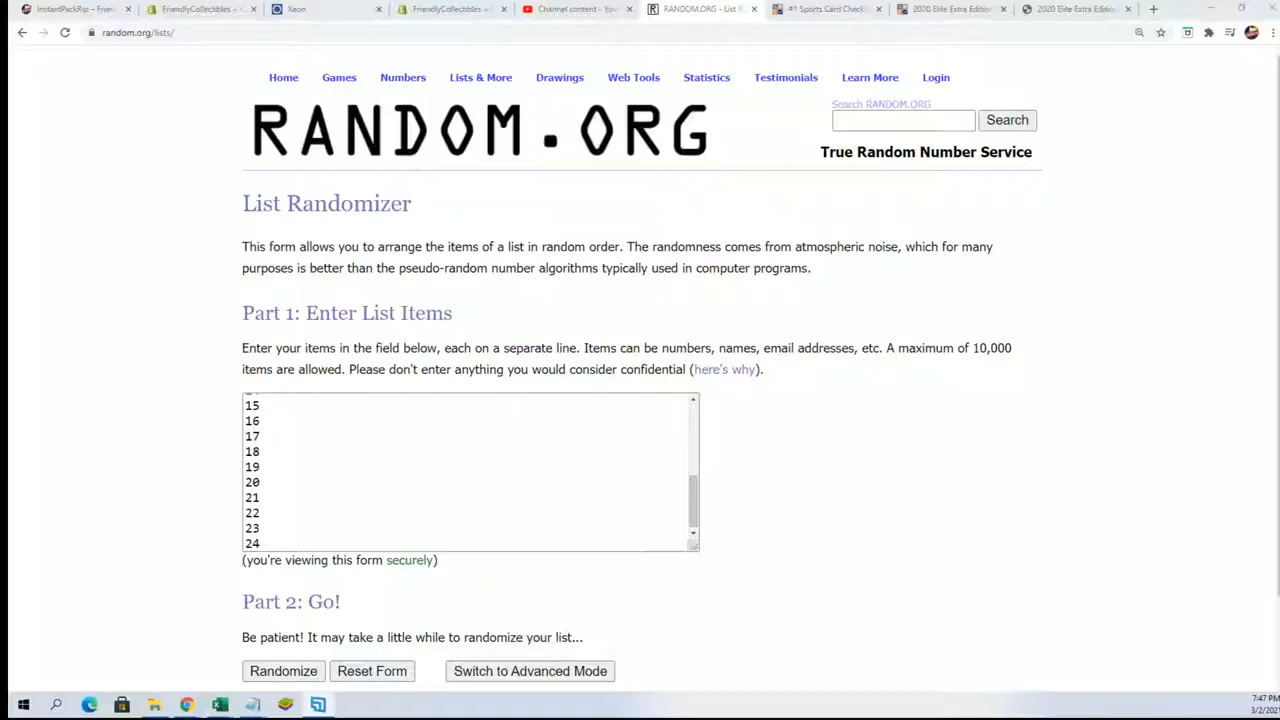 InstantPackRip – Frien
FriendlyCollectibles – C
Xeon
FriendlyCollectibles –
Channel content - You
RANDOM.ORG - List R
#1 Sports Card Checkl
2020 Elite Extra Edition
2020 Elite Extra Edition
random.org/lists/
Home Games Numbers Lists & More Drawings Web Tools Statistics Testimonials Learn More Login
RANDOM.ORG
Search RANDOM.ORG
Search
True Random Number Service
List Randomizer
This form allows you to arrange the items of a list in random order. The randomness comes from atmospheric noise, which for many
purposes is better than the pseudo-random number algorithms typically used in computer programs.
Part 1: Enter List Items
Enter your items in the field below, each on a separate line. Items can be numbers, names, email addresses, etc. A maximum of 10,000
items are allowed. Please don't enter anything you would consider confidential (here's why).
15
16
17
18
19
20
21
22
23
24
(you're viewing this form securely)
Part 2: Go!
Be patient! It may take a little while to randomize your list...
Randomize Reset Form Switch to Advanced Mode
7:47 PM
3/2/2021